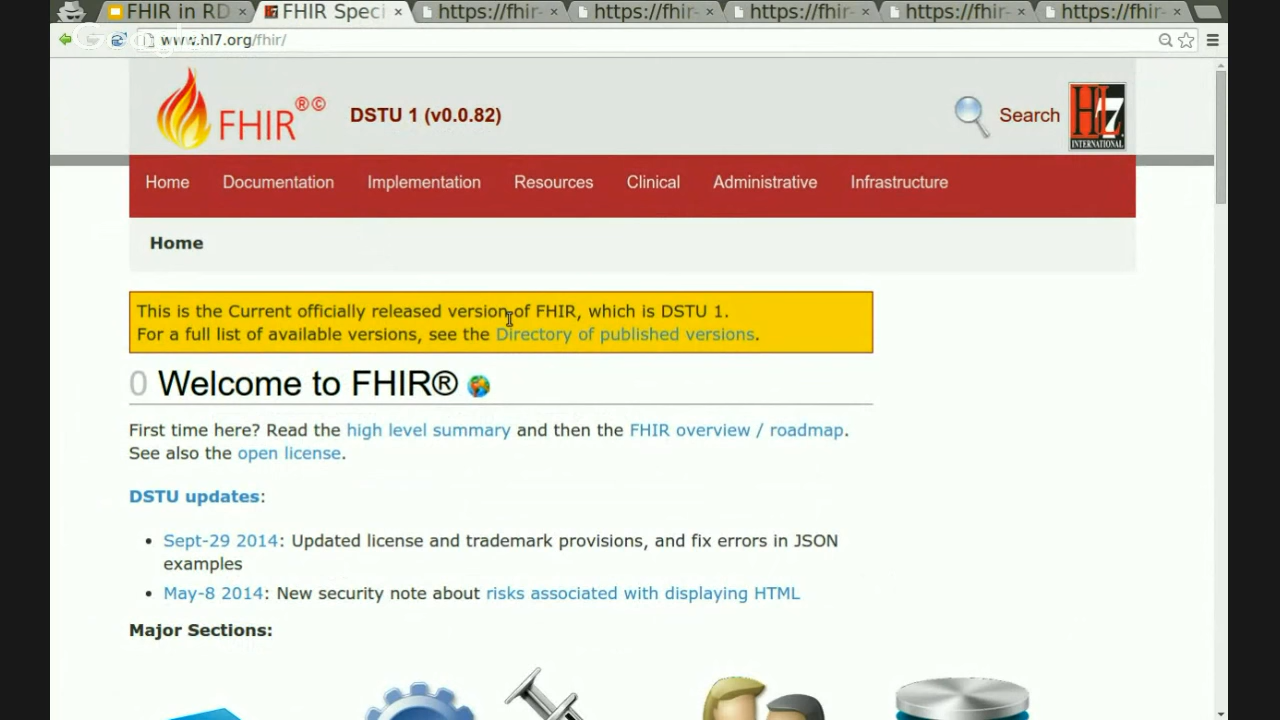 FHIR in RD
FHIR Speci
https://fhir-
https://fhir-
https://fhir-
https://fhir-
https://fhir-
Google
www.hl7.org/fhir/
FHIR®© DSTU 1 (v0.0.82) Search
HL7
INTERNATIONAL
Home Documentation Implementation Resources Clinical Administrative Infrastructure
Home
This is the Current officially released version of FHIR, which is DSTU 1.
For a full list of available versions, see the Directory of published versions.
0 Welcome to FHIR®
First time here? Read the high level summary and then the FHIR overview / roadmap.
See also the open license.
DSTU updates:
• Sept-29 2014: Updated license and trademark provisions, and fix errors in JSON
examples
• May-8 2014: New security note about risks associated with displaying HTML
Major Sections: